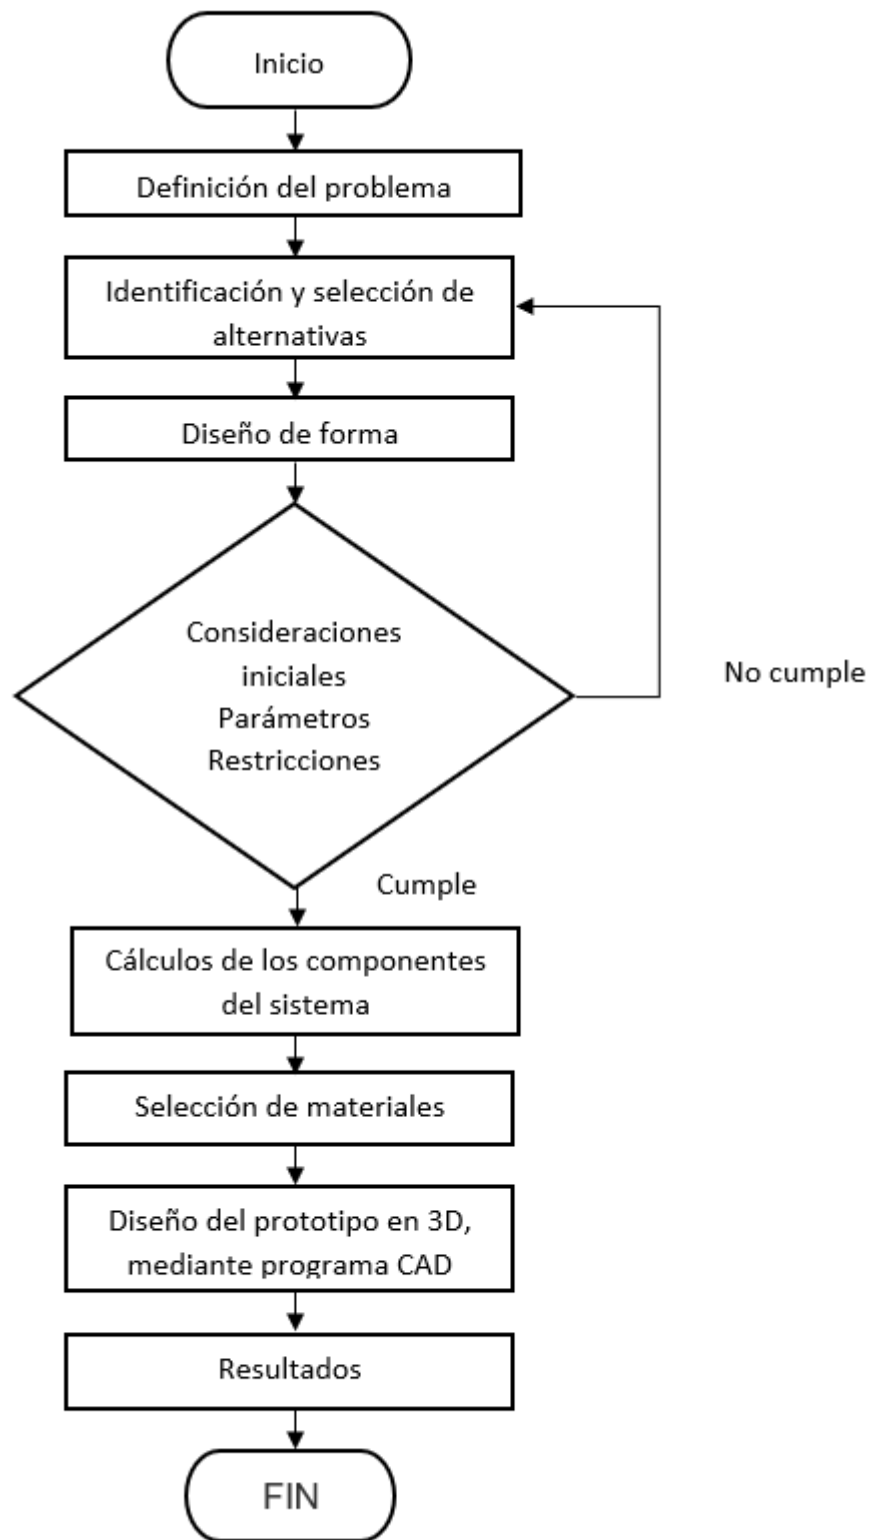 Inicio
Definición del problema
Identificación y selección de
alternativas
Diseño de forma
Consideraciones
iniciales
Parámetros
Restricciones
No cumple
Cumple
Cálculos de los componentes
del sistema
Selección de materiales
Diseño del prototipo en 3D,
mediante programa CAD
Resultados
FIN